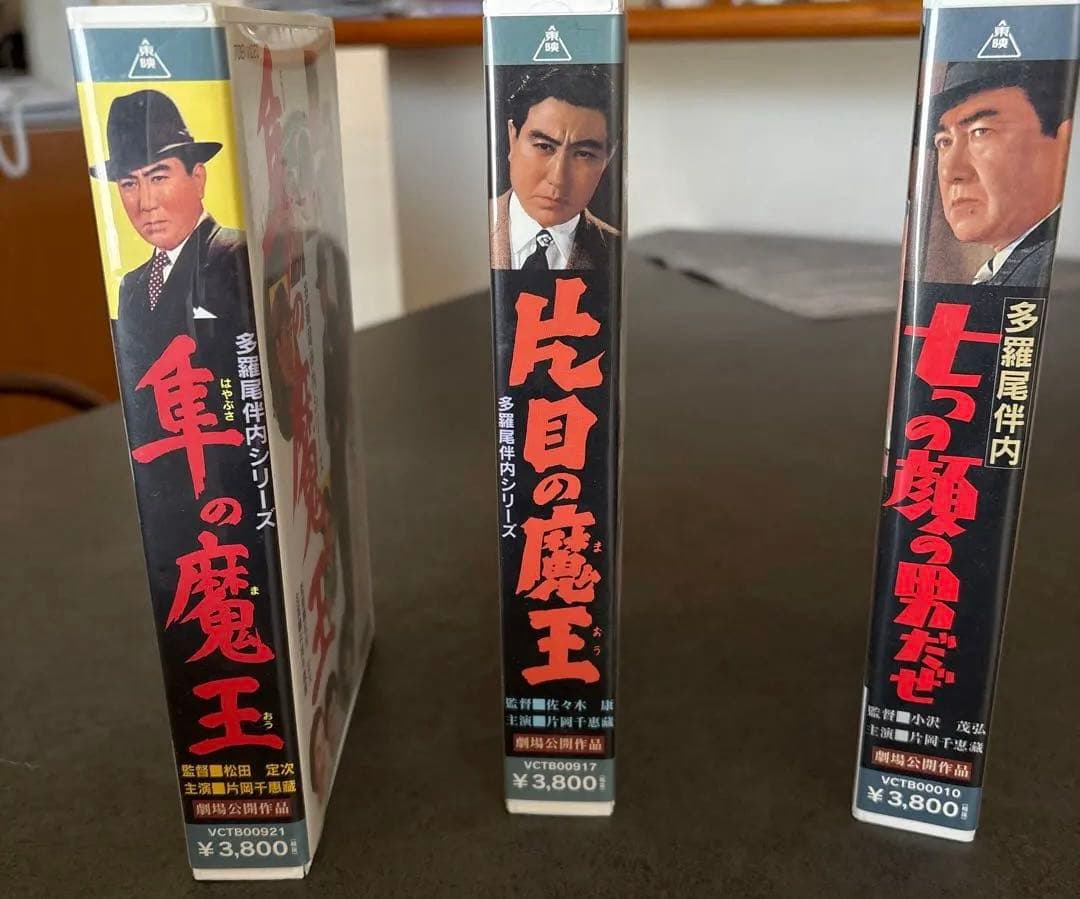 東映
多羅尾伴内シリーズ
隼の魔王
はやぶさ
ま
おう
監督■松田 定次
主演■片岡千恵蔵
劇場公開作品
VCTB00921
¥3,800
東映
片目の魔王
ま
おう
多羅尾伴内シリーズ
監督■佐々木 康
主演■片岡千恵蔵
劇場公開作品
VCTB00917
¥3,800
東映
多羅尾伴内
七つの顔の男だぜ
監督■小沢 茂弘
主演■片岡千恵蔵
劇場公開作品
VCTB00010
¥3,800